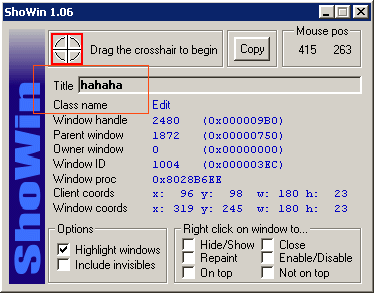 ShoWin 1.06
Drag the crosshair to begin
Copy
Mouse pos
415 263
ShoWin
Title hahaha
Class name Edit
Window handle 2480 (0x000009B0)
Parent window 1872 (0x00000750)
Owner window 0 (0x00000000)
Window ID 1004 (0x000003EC)
Window proc 0x8028B6EE
Client coords x: 96 y: 98 w: 180 h: 23
Window coords x: 319 y: 245 w: 180 h: 23
Options
Highlight windows
Include invisibles
Right click on window to...
Hide/Show Close
Repaint Enable/Disable
On top Not on top